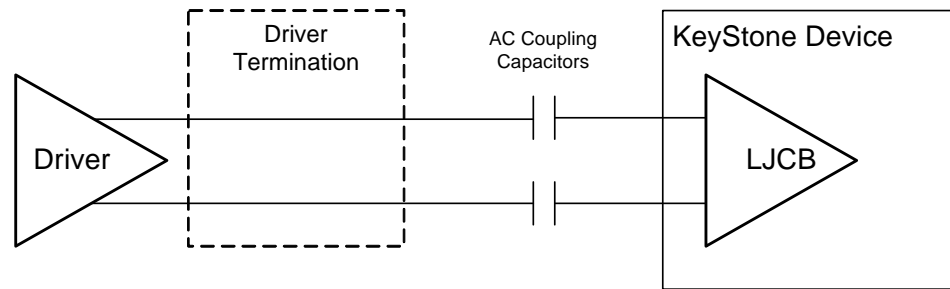 Driver
Termination
AC Coupling
Capacitors
KeyStone Device
Driver
LJCB